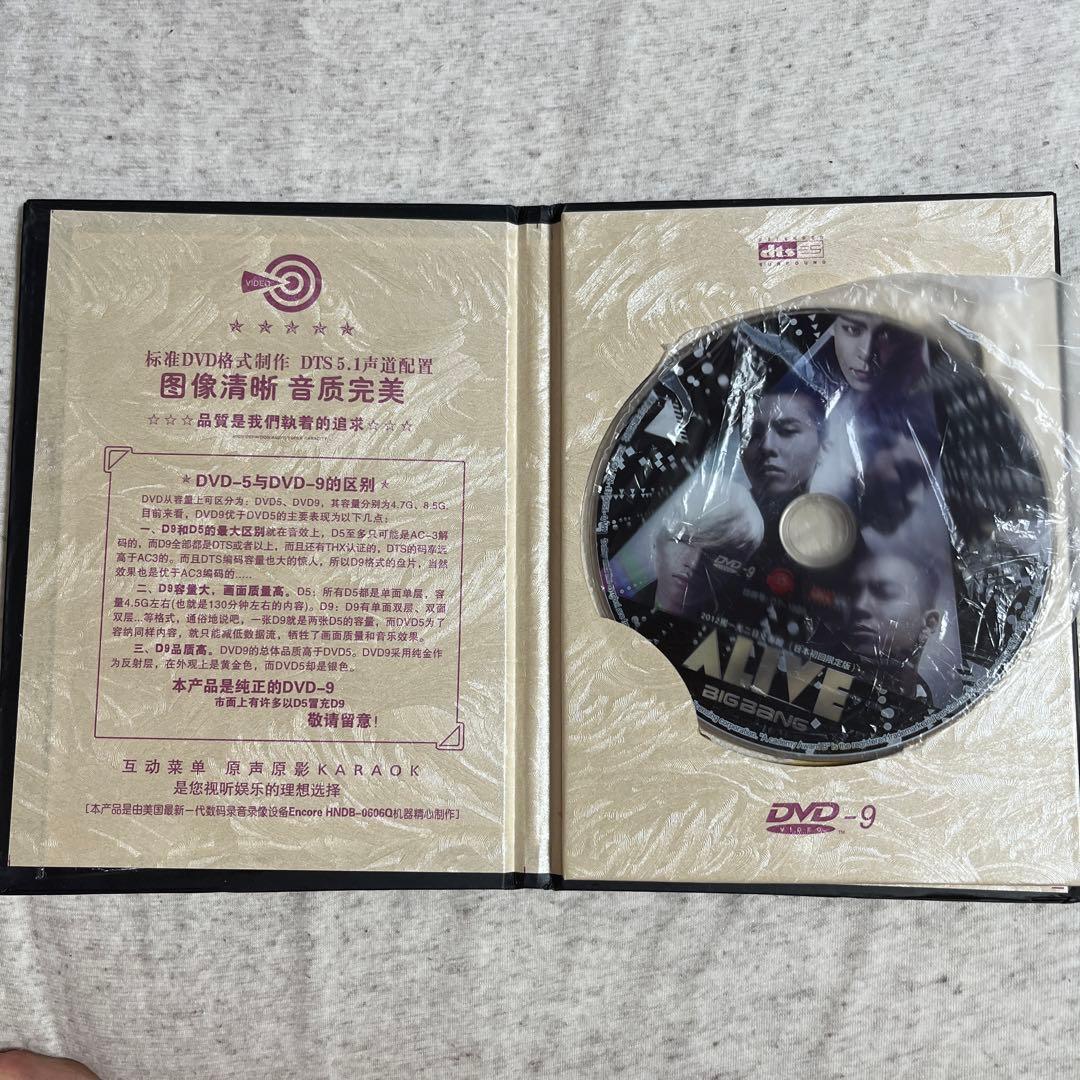 VIDEO
标准DVD格式制作 DTS 5.1声道配置
图像清晰 音质完美
☆☆☆品質是我們執着的追求☆☆☆
★ DVD-5与DVD-9的区别 ★
DVD从容量上可区分为：DVD5、DVD9，其容量分别为4.7G、8.5G.
目前来看，DVD9优于DVD5的主要表现为以下几点：
一、D9和D5的最大区别就在音效上，D5至多只可能是AC-3解
码的，而D9全部都是DTS或者以上，而且还有THX认证的，DTS的码率远
高于AC3的。而且DTS编码容量也大的惊人，所以D9格式的盘片，当然
效果也是优于AC3编码的.....
二、D9容量大，画面质量高。D5：所有D5都是单面单层，容
量4.5G左右(也就是130分钟左右的内容)。D9：D9有单面双层、双面
双层...等格式，通俗地说吧，一张D9就是两张D5的容量，而DVD5为了
容纳同样内容，就只能减低数据流，牺牲了画面质量和音乐效果。
三、D9品质高。DVD9的总体品质高于DVD5。DVD9采用纯金作
为反射层，在外观上是黄金色，而DVD5却是银色。
本产品是纯正的DVD-9
市面上有许多以D5冒充D9
敬请留意！
互动菜单 原声原影KARAOK
是您视听娱乐的理想选择
[本产品是由美国最新一代数码录音录像设备Encore HNDB-0606Q机器精心制作]
dts ES
SURROUND
DVD-9
(日本初回限定版)
ALIVE
BIGBANG
DVD-9
VIDEO TM